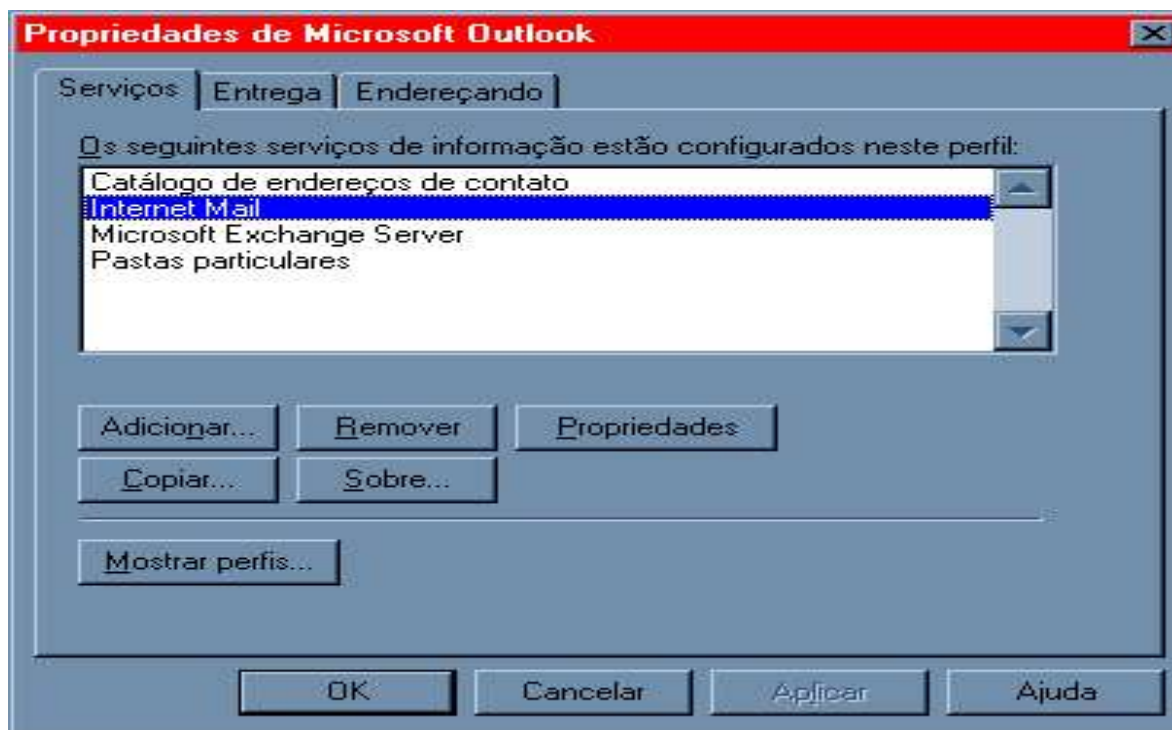 Propriedades de Microsoft Outlook
Serviços Entrega Endereçando
Os seguintes serviços de informação estão configurados neste perfil:
Catálogo de endereços de contato
Internet Mail
Microsoft Exchange Server
Pastas particulares
Adicionar... Remover Propriedades
Copiar... Sobre...
Mostrar perfis...
OK Cancelar Aplicar Ajuda